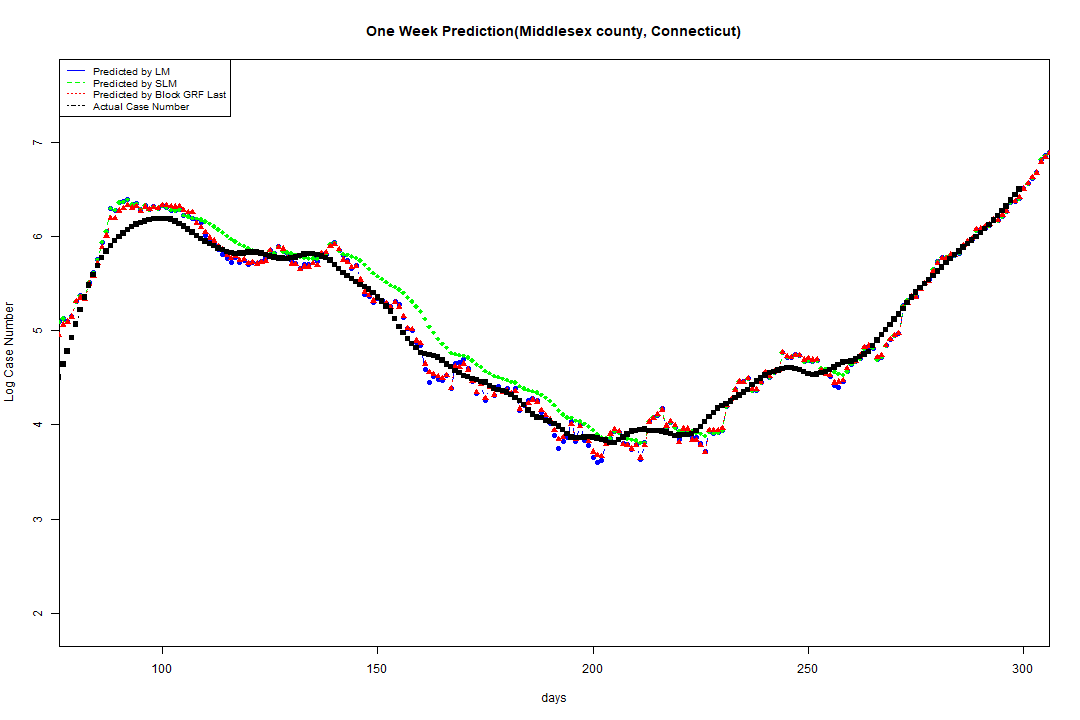 One Week Prediction(Middlesex county, Connecticut)
Predicted by LM
Predicted by SLM
Predicted by Block GRF Last
Actual Case Number
7
6
5
4
3
2
Log Case Number
100 150 200 250 300
days